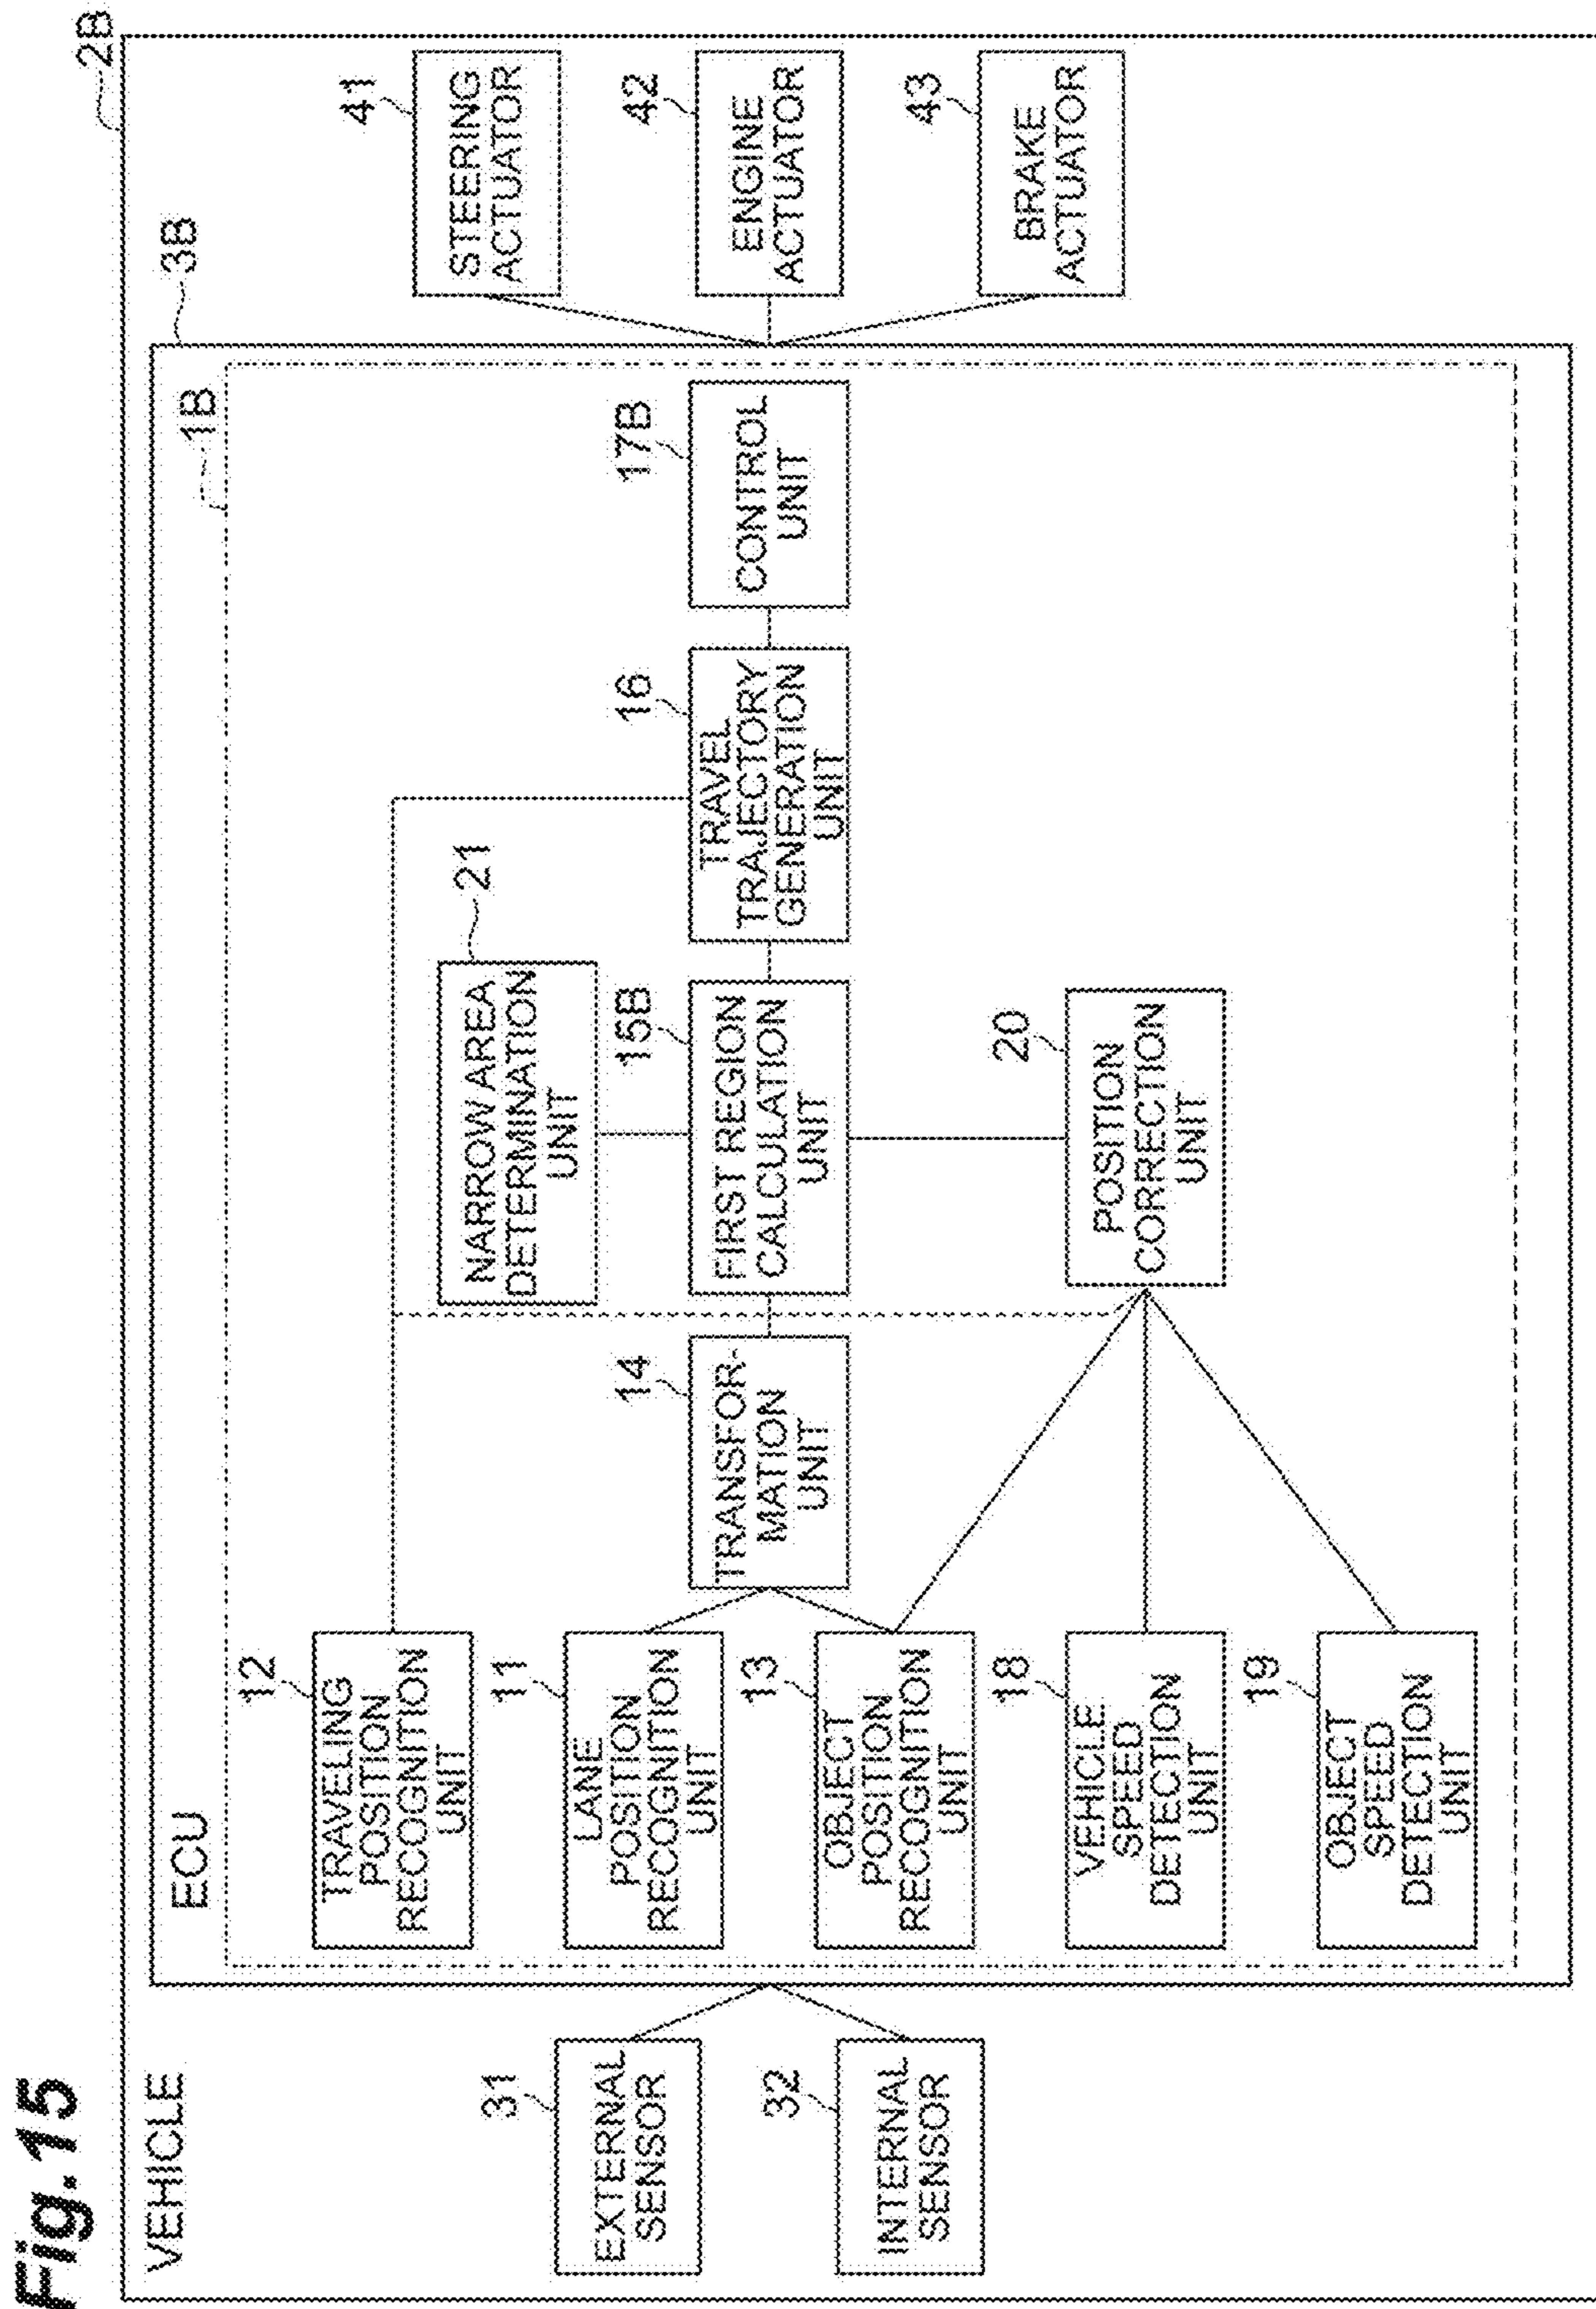 Fig.15
VEHICLE
2B
ECU
3B
1B
31
EXTERNAL
SENSOR
32
INTERNAL
SENSOR
12
TRAVELING
POSITION
RECOGNITION
UNIT
11
LANE
POSITION
RECOGNITION
UNIT
13
OBJECT
POSITION
RECOGNITION
UNIT
18
VEHICLE
SPEED
DETECTION
UNIT
19
OBJECT
SPEED
DETECTION
UNIT
14
TRANSFOR-
MATION
UNIT
21
NARROW AREA
DETERMINATION
UNIT
15B
FIRST REGION
CALCULATION
UNIT
20
POSITION
CORRECTION
UNIT
16
TRAVEL
TRAJECTORY
GENERATION
UNIT
17B
CONTROL
UNIT
41
STEERING
ACTUATOR
42
ENGINE
ACTUATOR
43
BRAKE
ACTUATOR